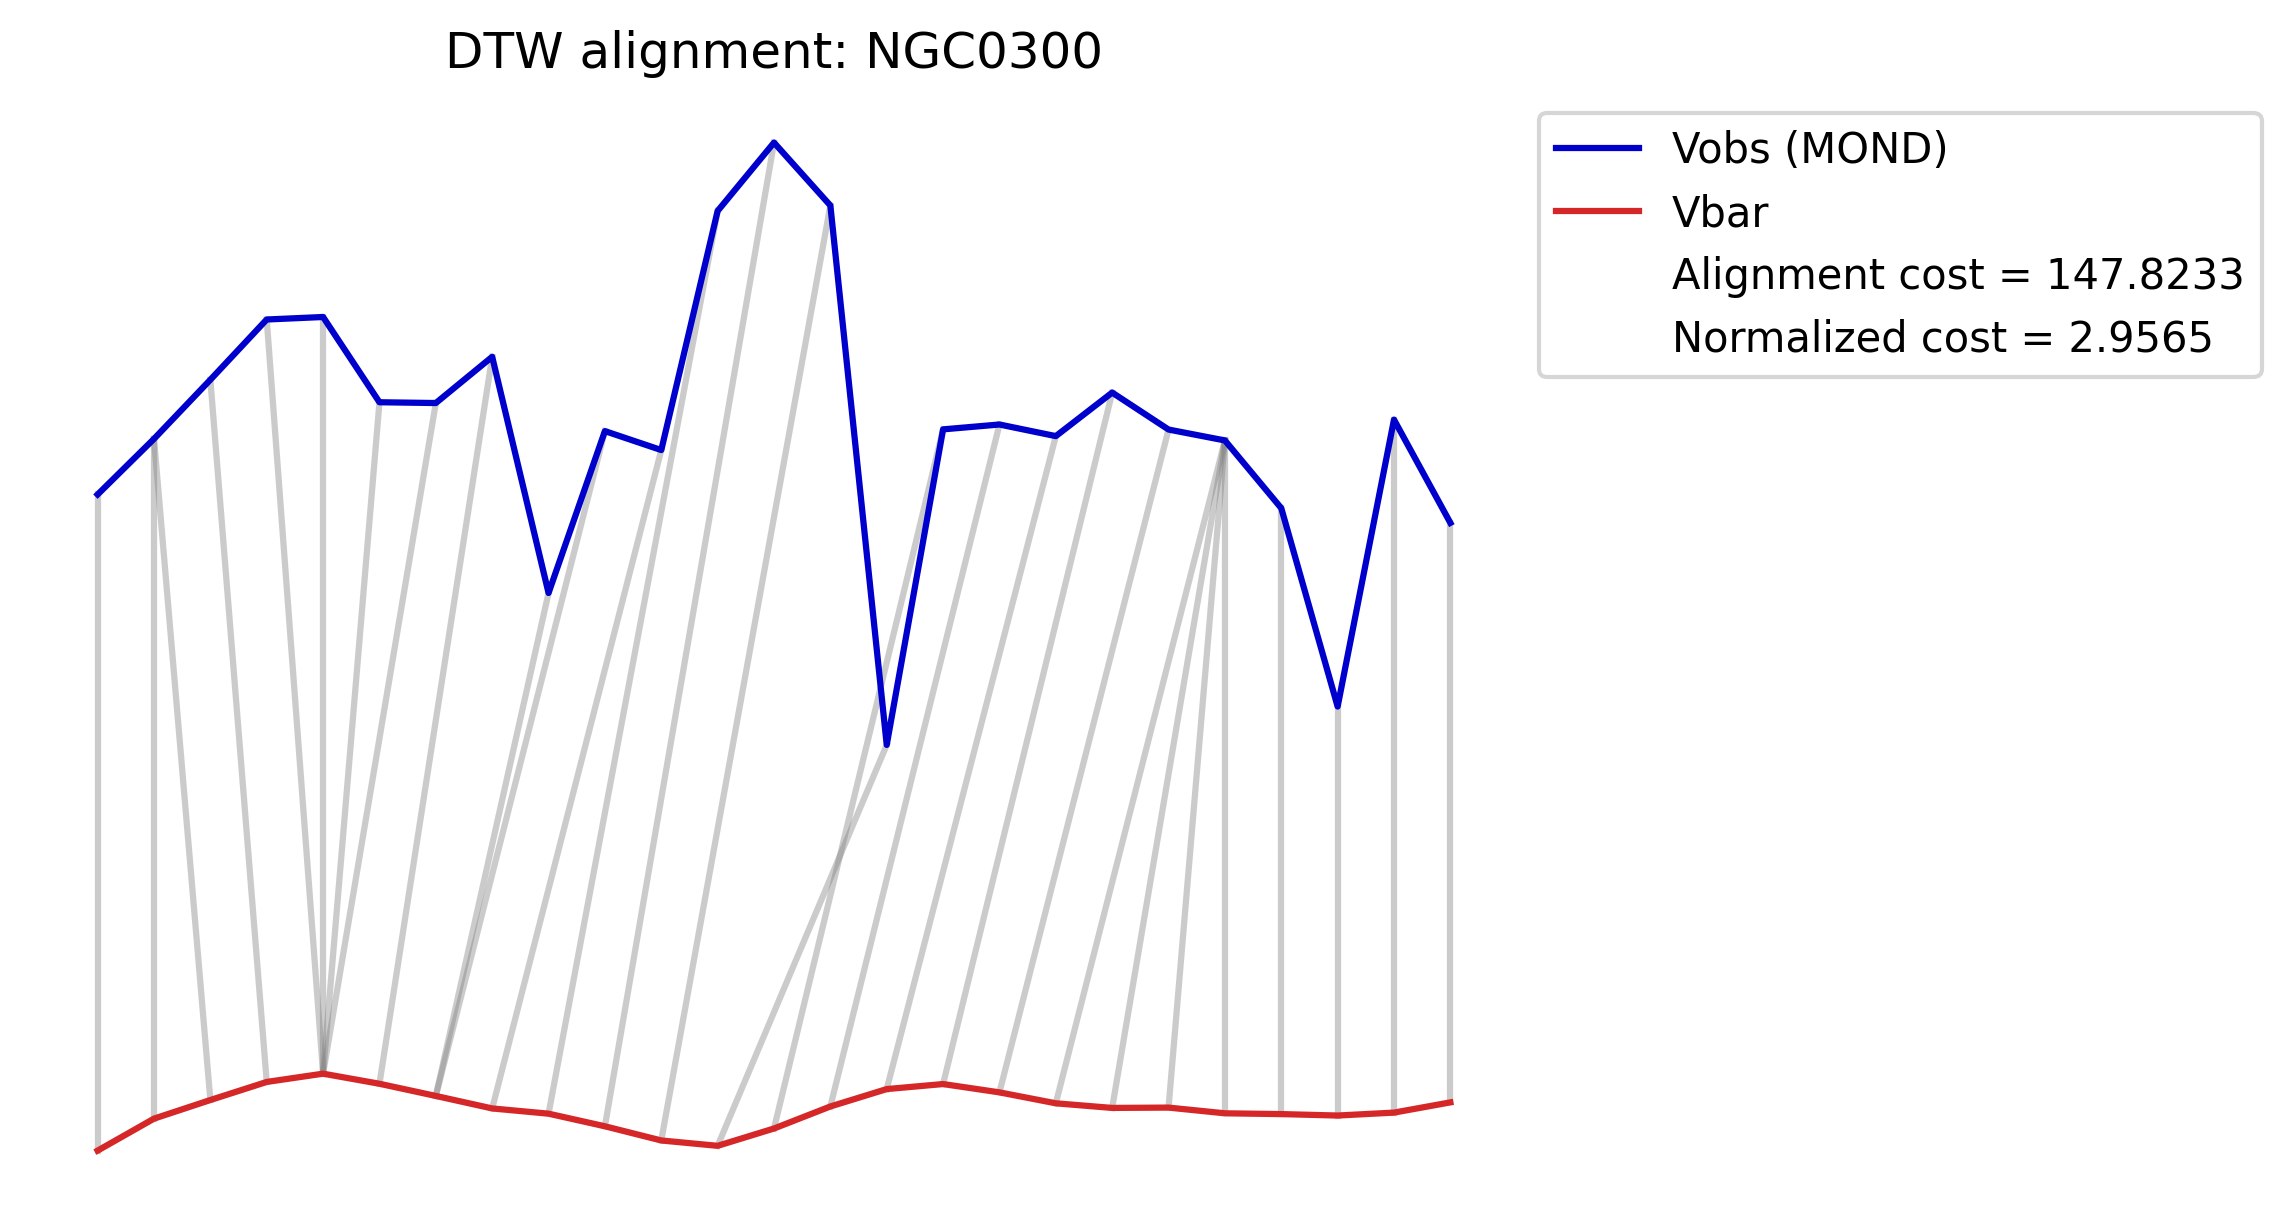 DTW alignment: NGC0300
Vobs (MOND)
Vbar
Alignment cost = 147.8233
Normalized cost = 2.9565